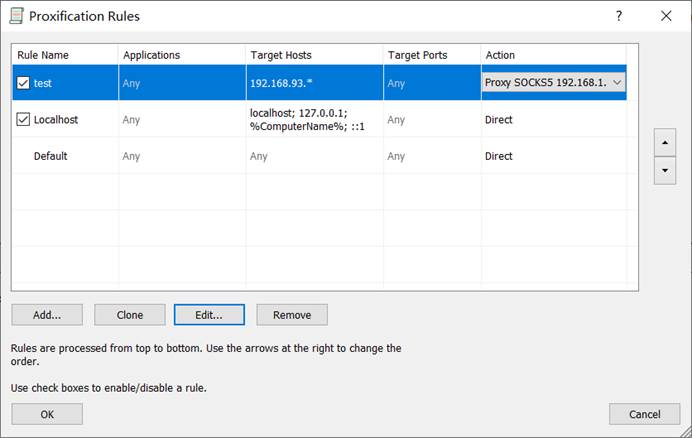 Proxification Rules
?
Rule Name Applications Target Hosts Target Ports Action
test Any 192.168.93.* Any Proxy SOCKS5 192.168.1.
Localhost Any localhost; 127.0.0.1; Any Direct
%ComputerName%; ::1
Default Any Any Any Direct
Add... Clone Edit... Remove
Rules are processed from top to bottom. Use the arrows at the right to change the
order.
Use check boxes to enable/disable a rule.
OK Cancel